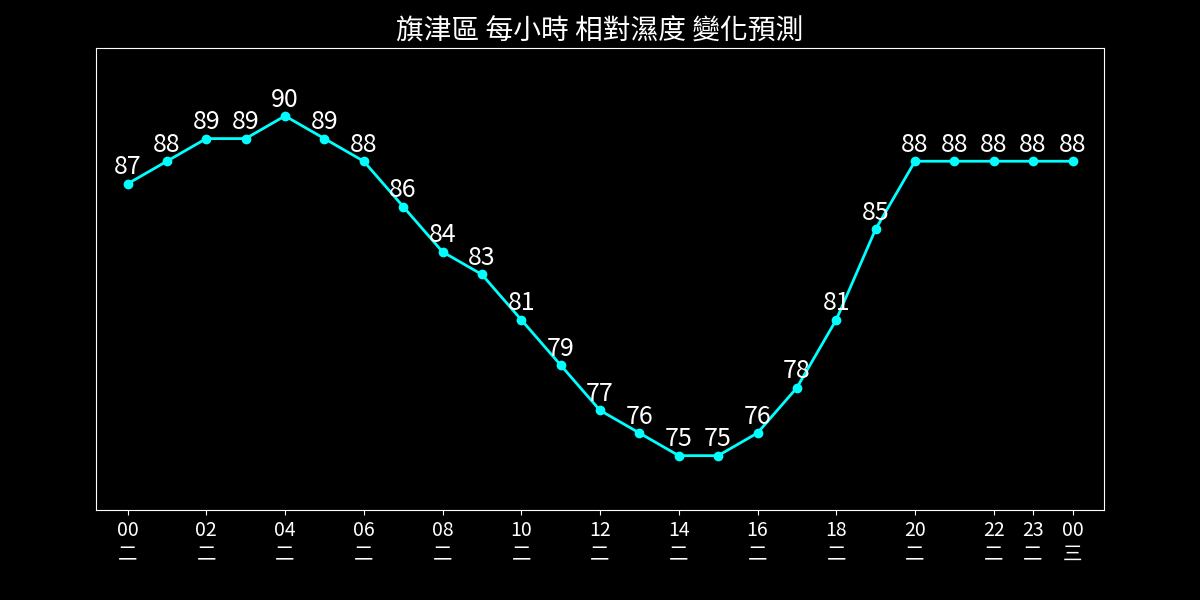 旗津區 每小時 相對濕度 變化預測
87 88 89 89 90 89 88 86 84 83 81 79 77 76 75 75 76 78 81 85 88 88 88 88 88
00 02 04 06 08 10 12 14 16 18 20 22 23 00
二 二 二 二 二 二 二 二 二 二 二 二 二 三